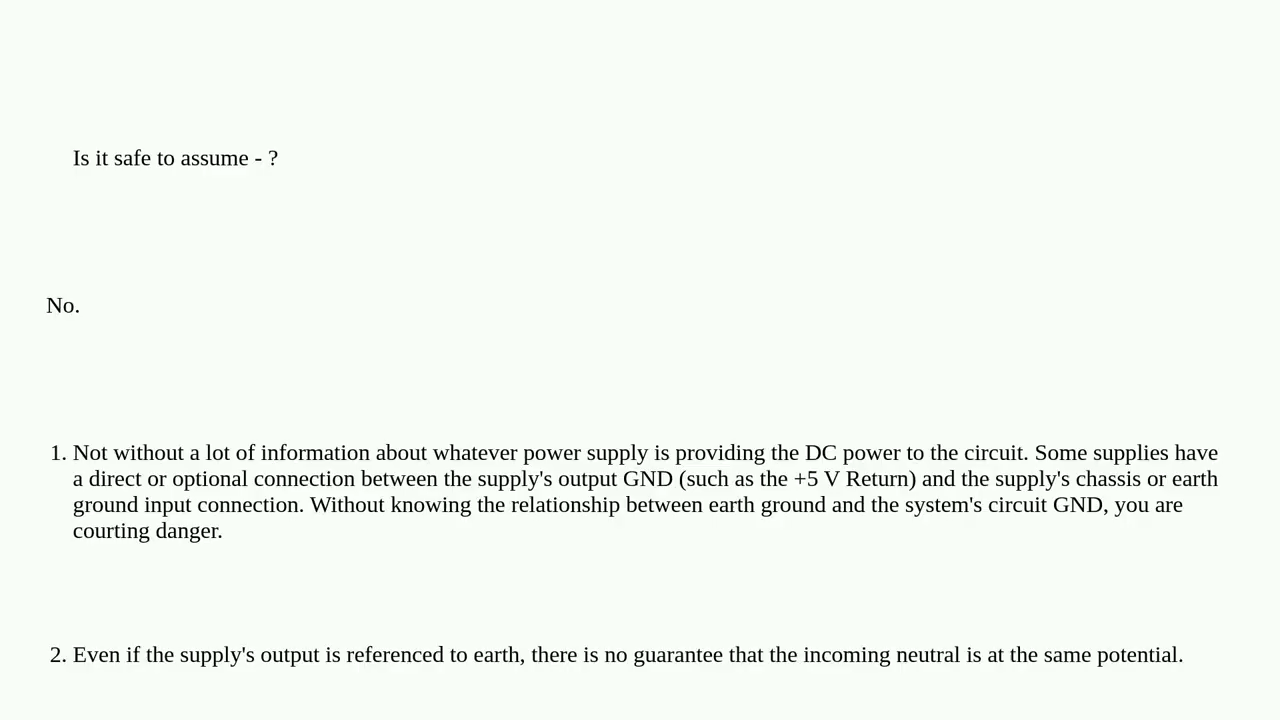 Is it safe to assume - ?
No.
1. Not without a lot of information about whatever power supply is providing the DC power to the circuit. Some supplies have
a direct or optional connection between the supply's output GND (such as the +5 V Return) and the supply's chassis or earth
ground input connection. Without knowing the relationship between earth ground and the system's circuit GND, you are
courting danger.
2. Even if the supply's output is referenced to earth, there is no guarantee that the incoming neutral is at the same potential.